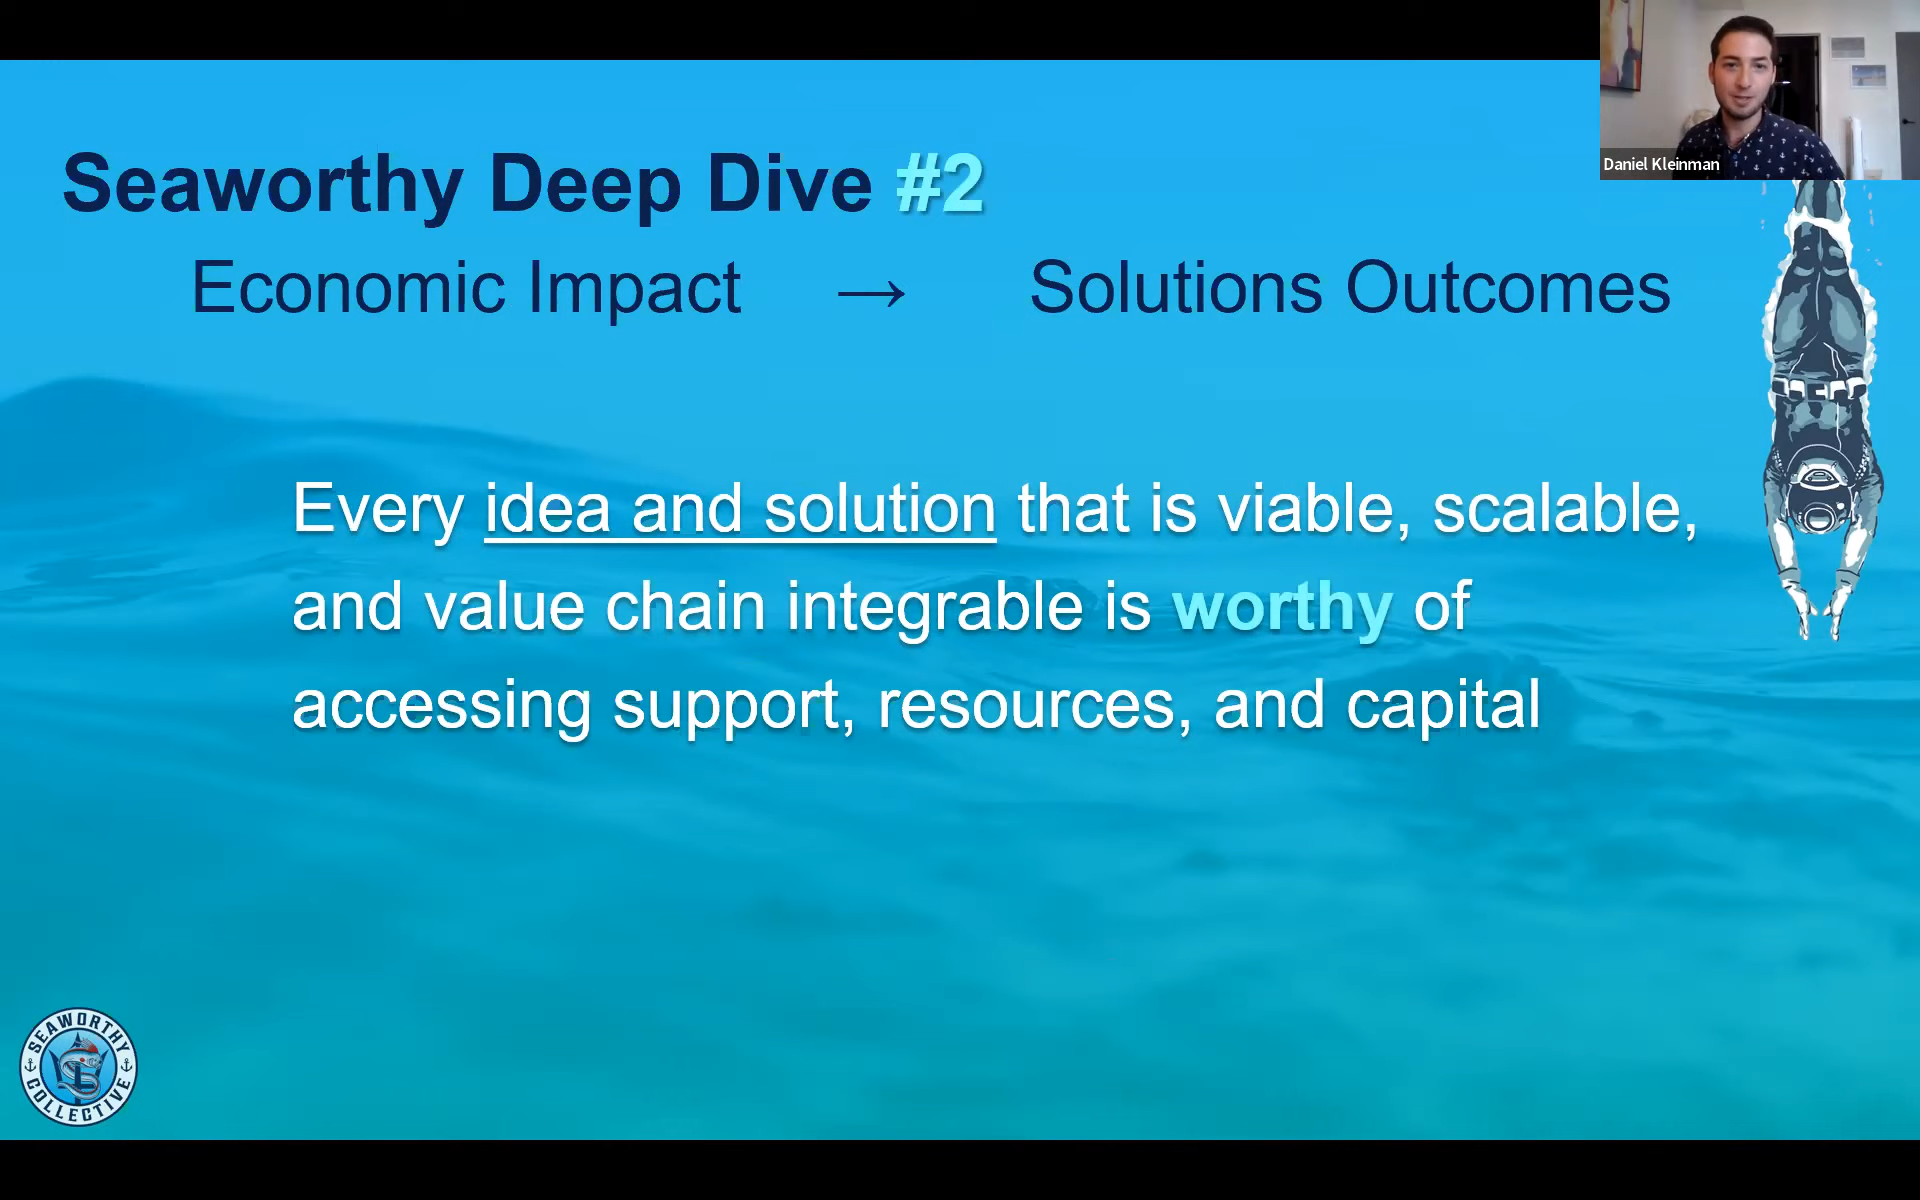 Daniel Kleinman
Seaworthy Deep Dive #2
Economic Impact → Solutions Outcomes
Every idea and solution that is viable, scalable,
and value chain integrable is worthy of
accessing support, resources, and capital
SEAWORTHY
COLLECTIVE